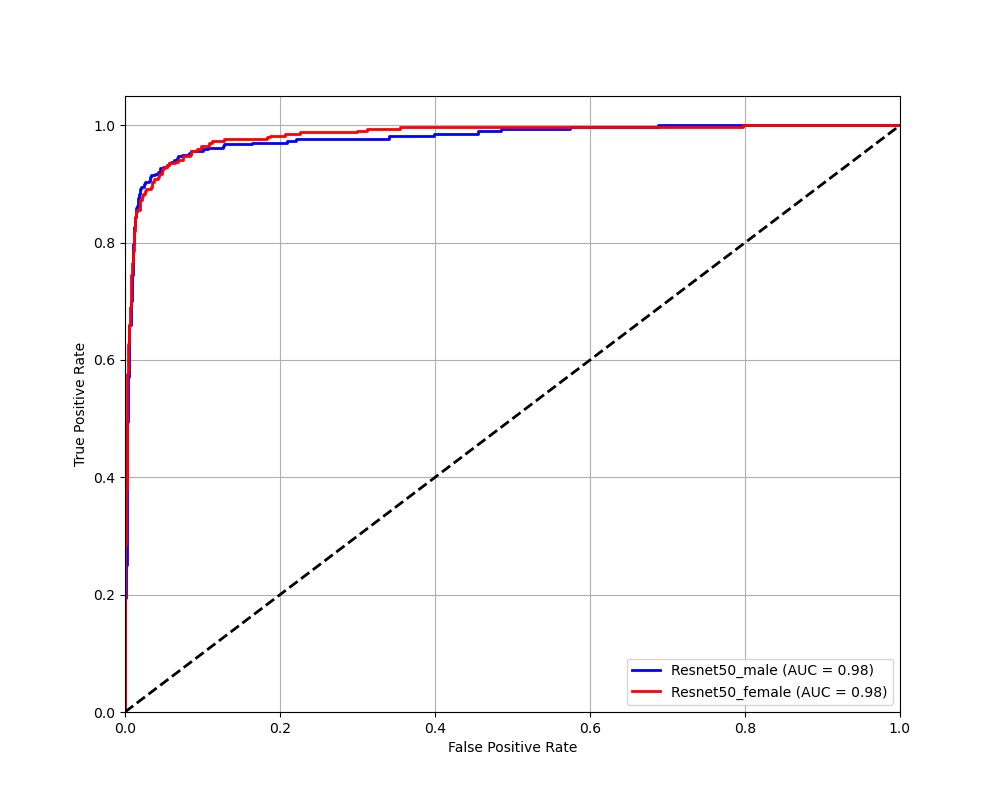 1.0
0.8
0.6
0.4
0.2
0.0
True Positive Rate
0.0 0.2 0.4 0.6 0.8 1.0
False Positive Rate
Resnet50_male (AUC = 0.98)
Resnet50_female (AUC = 0.98)